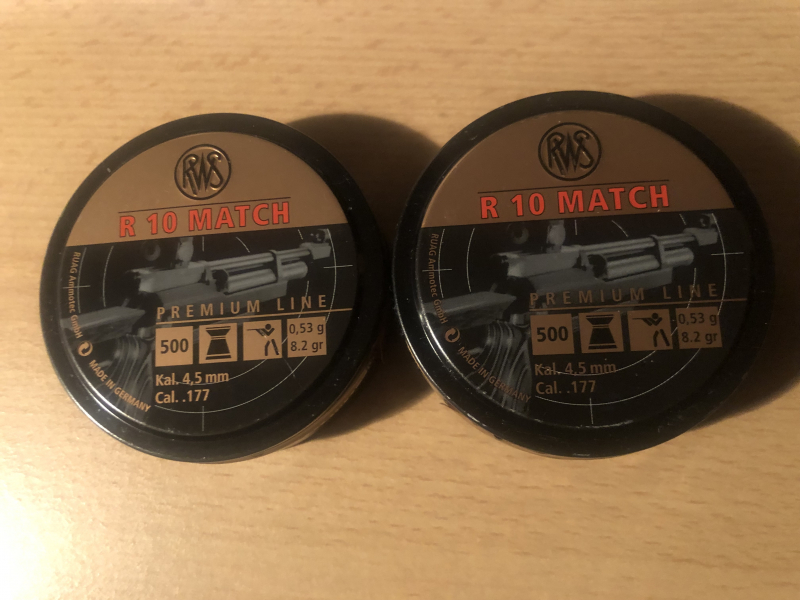 RWS
R 10 MATCH
PREMIUM LINE
500
0,53 g
8.2 gr
Kal. 4,5 mm
Cal. .177
RUAG Ammotec GmbH
MADE IN GERMANY
RWS
R 10 MATCH
PREMIUM LINE
500
0,53 g
8.2 gr
Kal. 4,5 mm
Cal. .177
RUAG Ammotec GmbH
MADE IN GERMANY